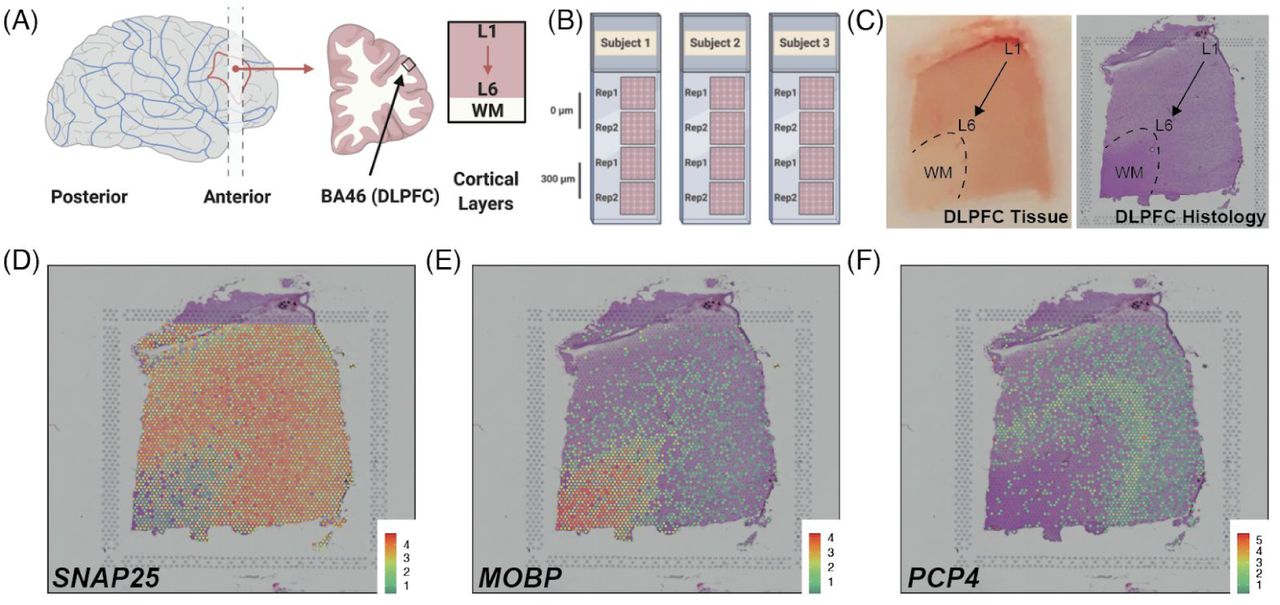 (A)
L1
L6
WM
Posterior
Anterior
BA46 (DLPFC)
Cortical
Layers
(B)
Subject 1
Subject 2
Subject 3
Rep1
Rep1
Rep1
0 µm
Rep2
Rep2
Rep2
Rep1
Rep1
Rep1
300 µm
Rep2
Rep2
Rep2
(C)
L1
L6
WM
DLPFC Tissue
L1
L6
WM
DLPFC Histology
(D)
4
3
2
1
SNAP25
(E)
4
3
2
1
MOBP
(F)
5
4
3
2
1
PCP4